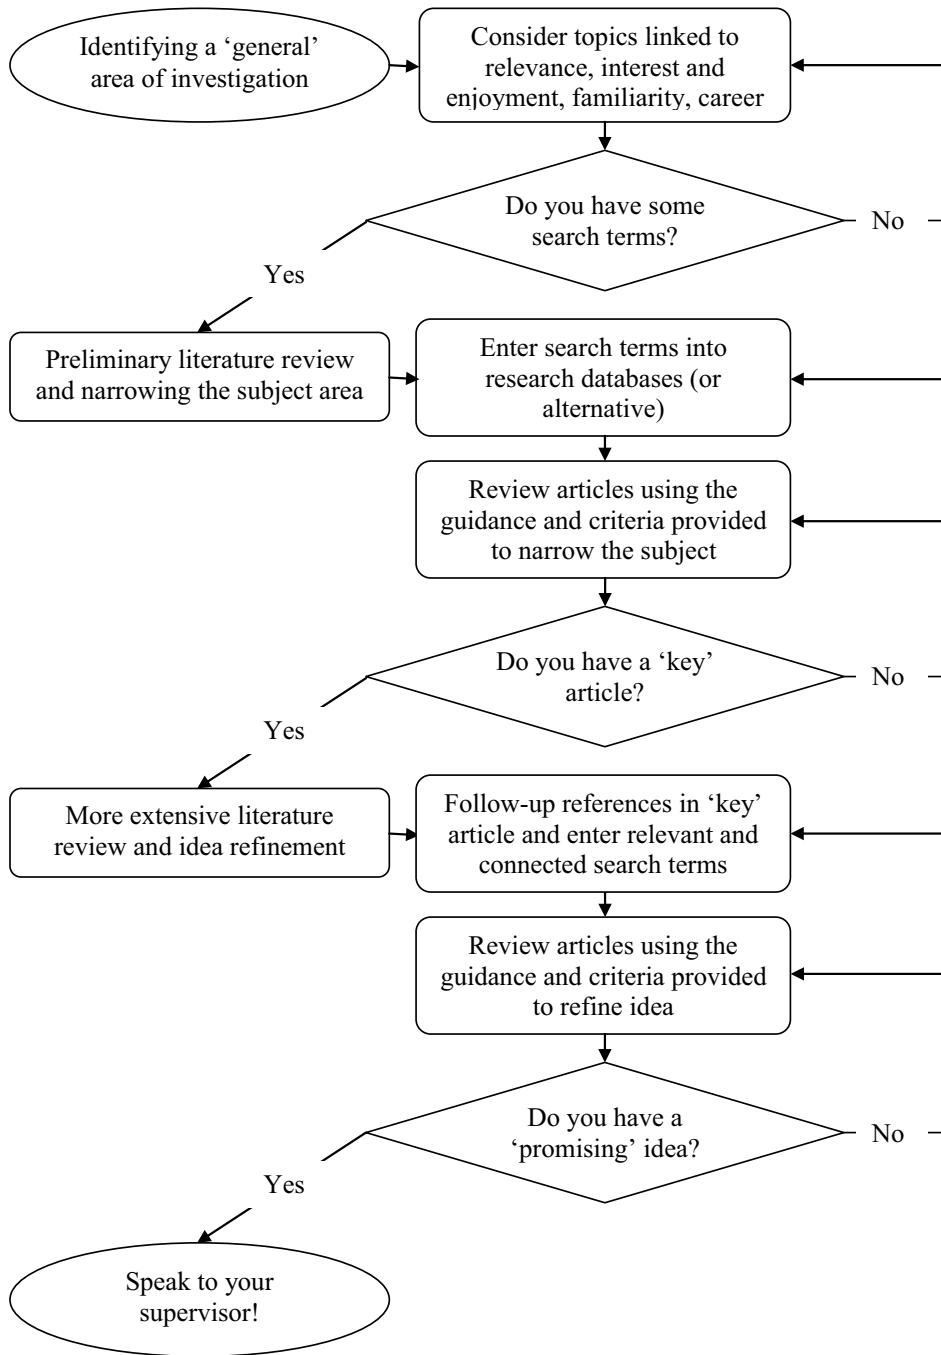 Identifying a ‘general’
area of investigation
Consider topics linked to
relevance, interest and
enjoyment, familiarity, career
Do you have some
search terms?
No
Yes
Preliminary literature review
and narrowing the subject area
Enter search terms into
research databases (or
alternative)
Review articles using the
guidance and criteria provided
to narrow the subject
Do you have a ‘key’
article?
No
Yes
More extensive literature
review and idea refinement
Follow-up references in ‘key’
article and enter relevant and
connected search terms
Review articles using the
guidance and criteria provided
to refine idea
Do you have a
‘promising’ idea?
No
Yes
Speak to your
supervisor!